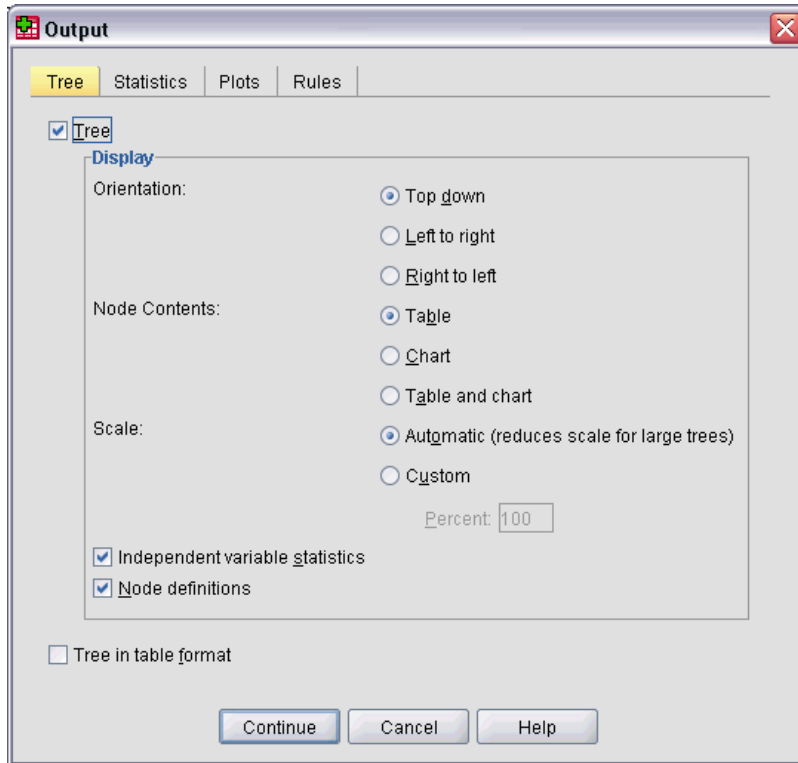 Output
Tree Statistics Plots Rules
Tree
Display
Orientation:
Top down
Left to right
Right to left
Node Contents:
Table
Chart
Table and chart
Scale:
Automatic (reduces scale for large trees)
Custom
Percent: 100
Independent variable statistics
Node definitions
Tree in table format
Continue Cancel Help